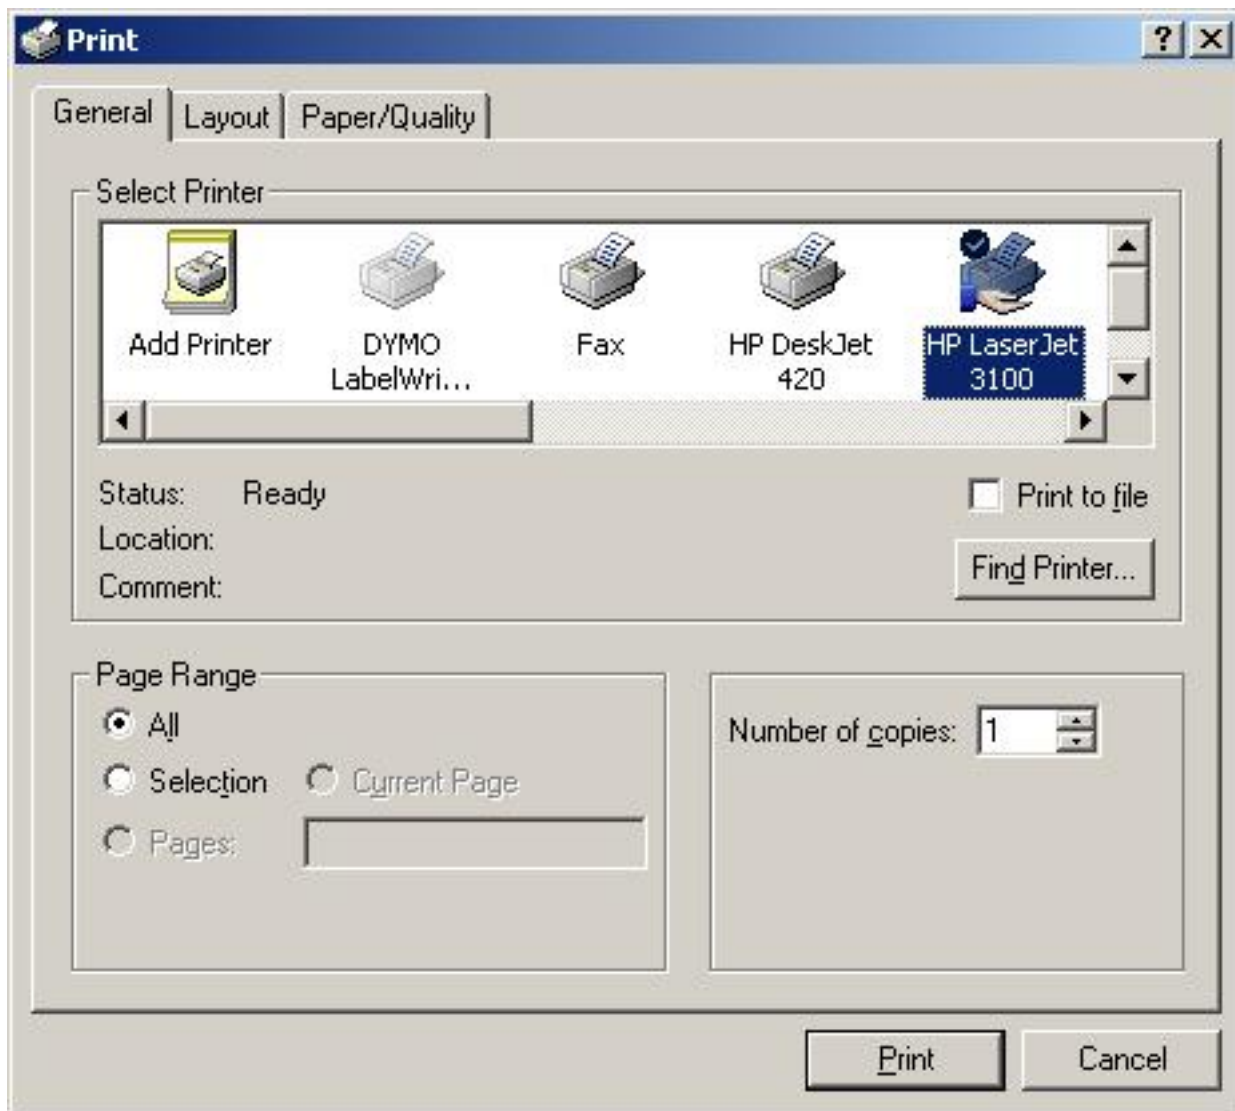 Print
General
Layout
Paper/Quality
Select Printer
Add Printer
DYMO
LabelWri...
Fax
HP DeskJet
420
HP LaserJet
3100
Status: Ready
Print to file
Location:
Find Printer...
Comment:
Page Range
All
Number of copies: 1
Selection
Current Page
Pages:
Print
Cancel